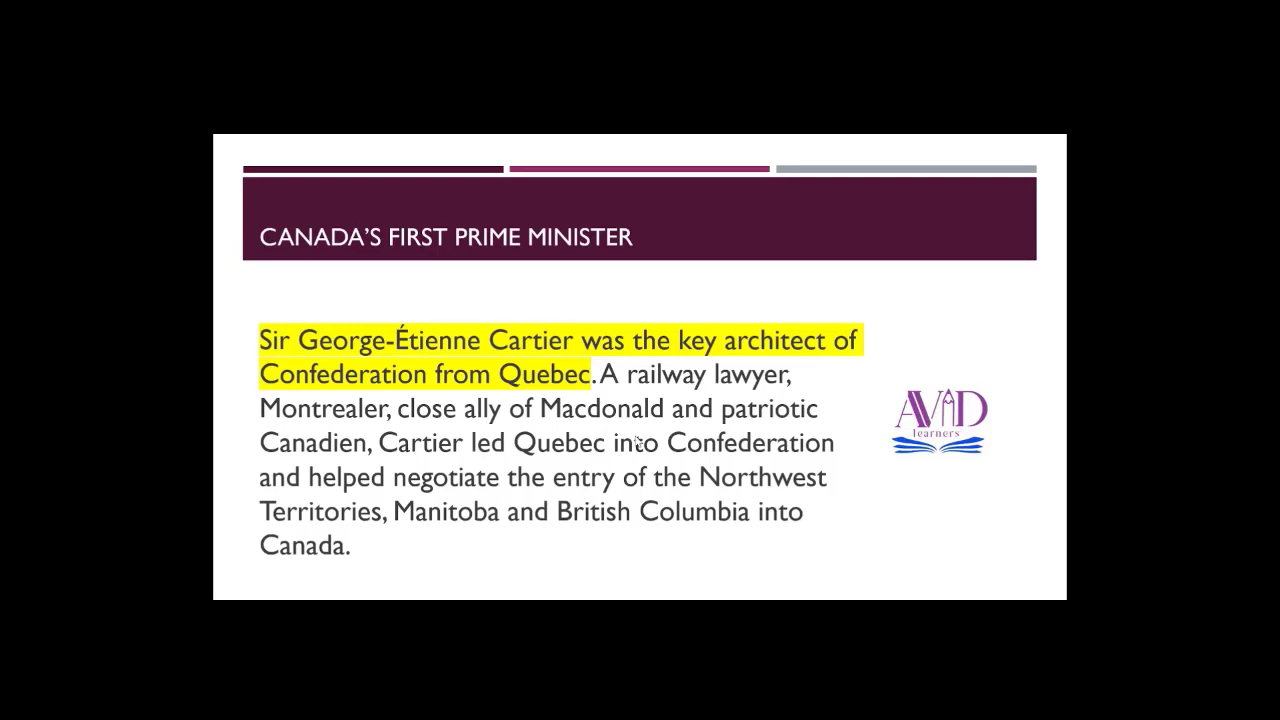 CANADA'S FIRST PRIME MINISTER
Sir George-Étienne Cartier was the key architect of
Confederation from Quebec. A railway lawyer,
Montrealer, close ally of Macdonald and patriotic
Canadien, Cartier led Quebec into Confederation
and helped negotiate the entry of the Northwest
Territories, Manitoba and British Columbia into
Canada.
AViD
learners